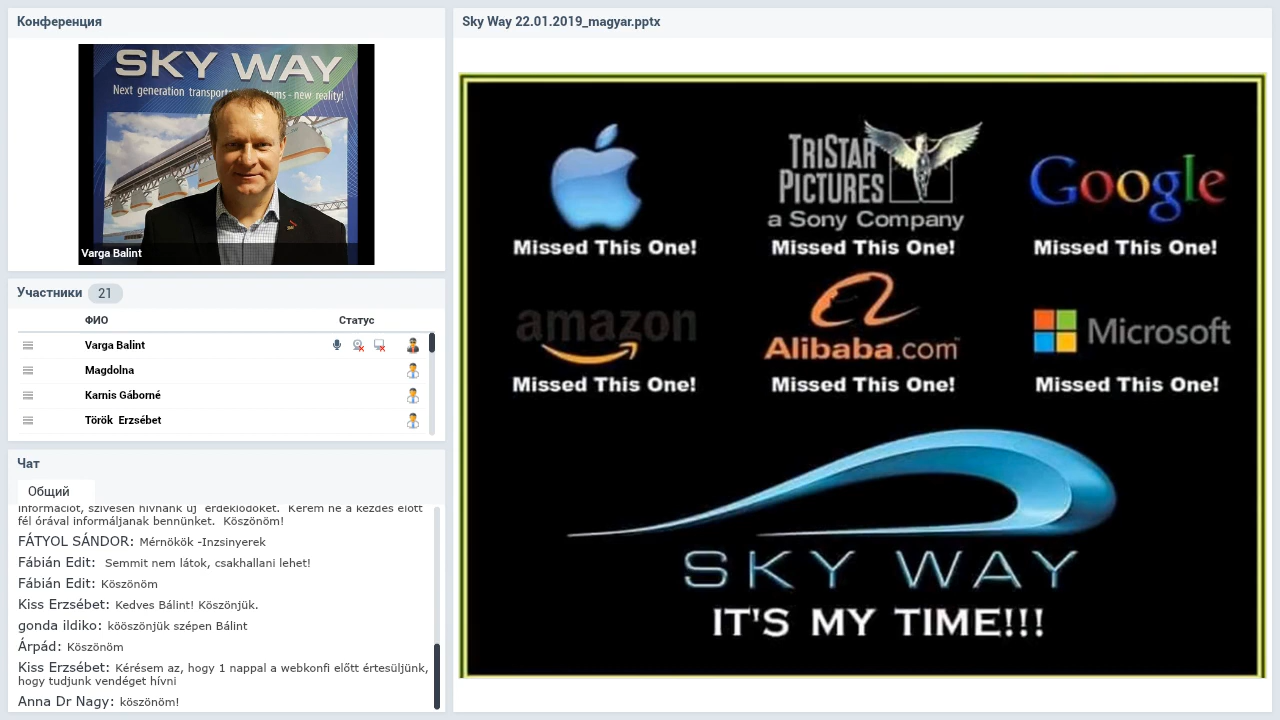 Конференция
SKY WAY
Next generation
Varga Balint
Участники 21
ФИО Статус
Varga Balint
Magdolna
Karnis Gáborné
Török Erzsébet
Чат
Общий
információt, szívesen hívnánk új érdeklődőket. Kérem ne a kezdés előtt
fél órával informáljanak bennünket. Köszönöm!
FÁTYOL SÁNDOR: Mérnökök -Inzsinyerek
Fábián Edit: Semmit nem látok, csakhallani lehet!
Fábián Edit: Köszönöm
Kiss Erzsébet: Kedves Bálint! Köszönjük.
gonda ildiko: kööszönjük szépen Bálint
Árpád: Köszönöm
Kiss Erzsébet: Kérésem az, hogy 1 nappal a webkonfi előtt értesüljünk,
hogy tudjunk vendéget hívni
Anna Dr Nagy: köszönöm!
Sky Way 22.01.2019_magyar.pptx
TRISTAR
PICTURES
a Sony Company
Google
Missed This One! Missed This One! Missed This One!
amazon
Alibaba.com
Microsoft
Missed This One! Missed This One! Missed This One!
SKY WAY
IT'S MY TIME!!!